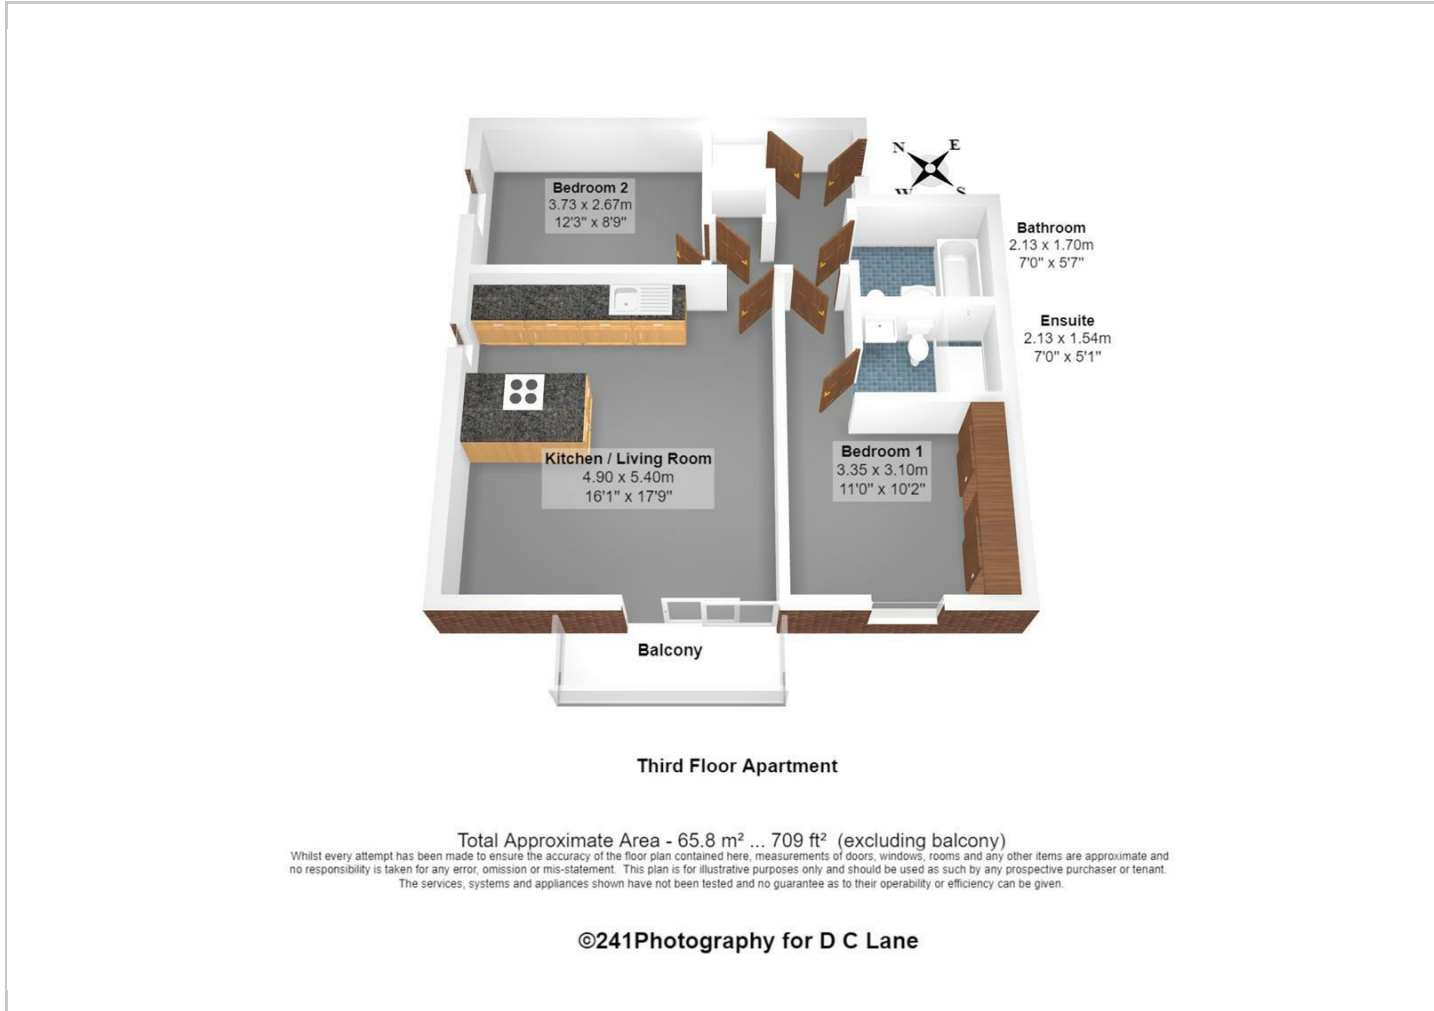 N
E
W
S
Bedroom 2
3.73 x 2.67m
12'3" x 8'9"
Bathroom
2.13 x 1.70m
7'0" x 5'7"
Ensuite
2.13 x 1.54m
7'0" x 5'1"
Kitchen / Living Room
4.90 x 5.40m
16'1" x 17'9"
Bedroom 1
3.35 x 3.10m
11'0" x 10'2"
Balcony
Third Floor Apartment
Total Approximate Area - 65.8 m² ... 709 ft² (excluding balcony)
Whilst every attempt has been made to ensure the accuracy of the floor plan contained here, measurements of doors, windows, rooms and any other items are approximate and
no responsibility is taken for any error, omission or mis-statement. This plan is for illustrative purposes only and should be used as such by any prospective purchaser or tenant.
The services, systems and appliances shown have not been tested and no guarantee as to their operability or efficiency can be given.
©241Photography for D C Lane